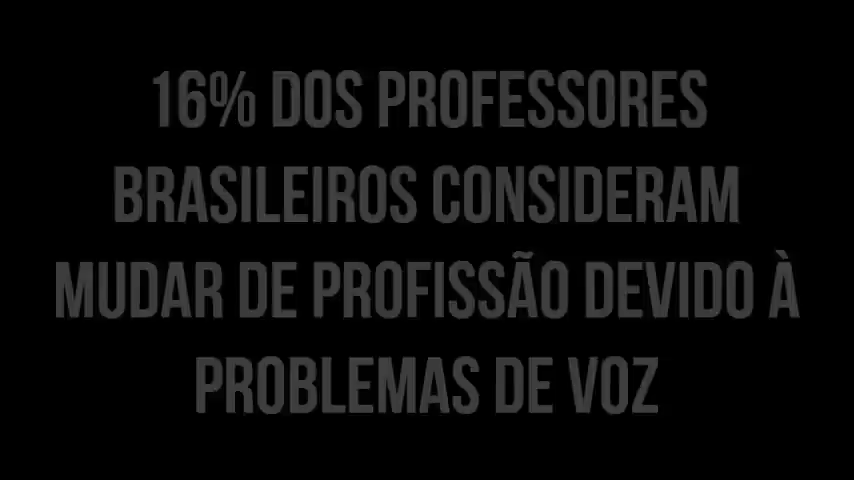 16% DOS PROFESSORES
BRASILEIROS CONSIDERAM
MUDAR DE PROFISSÃO DEVIDO À
PROBLEMAS DE VOZ